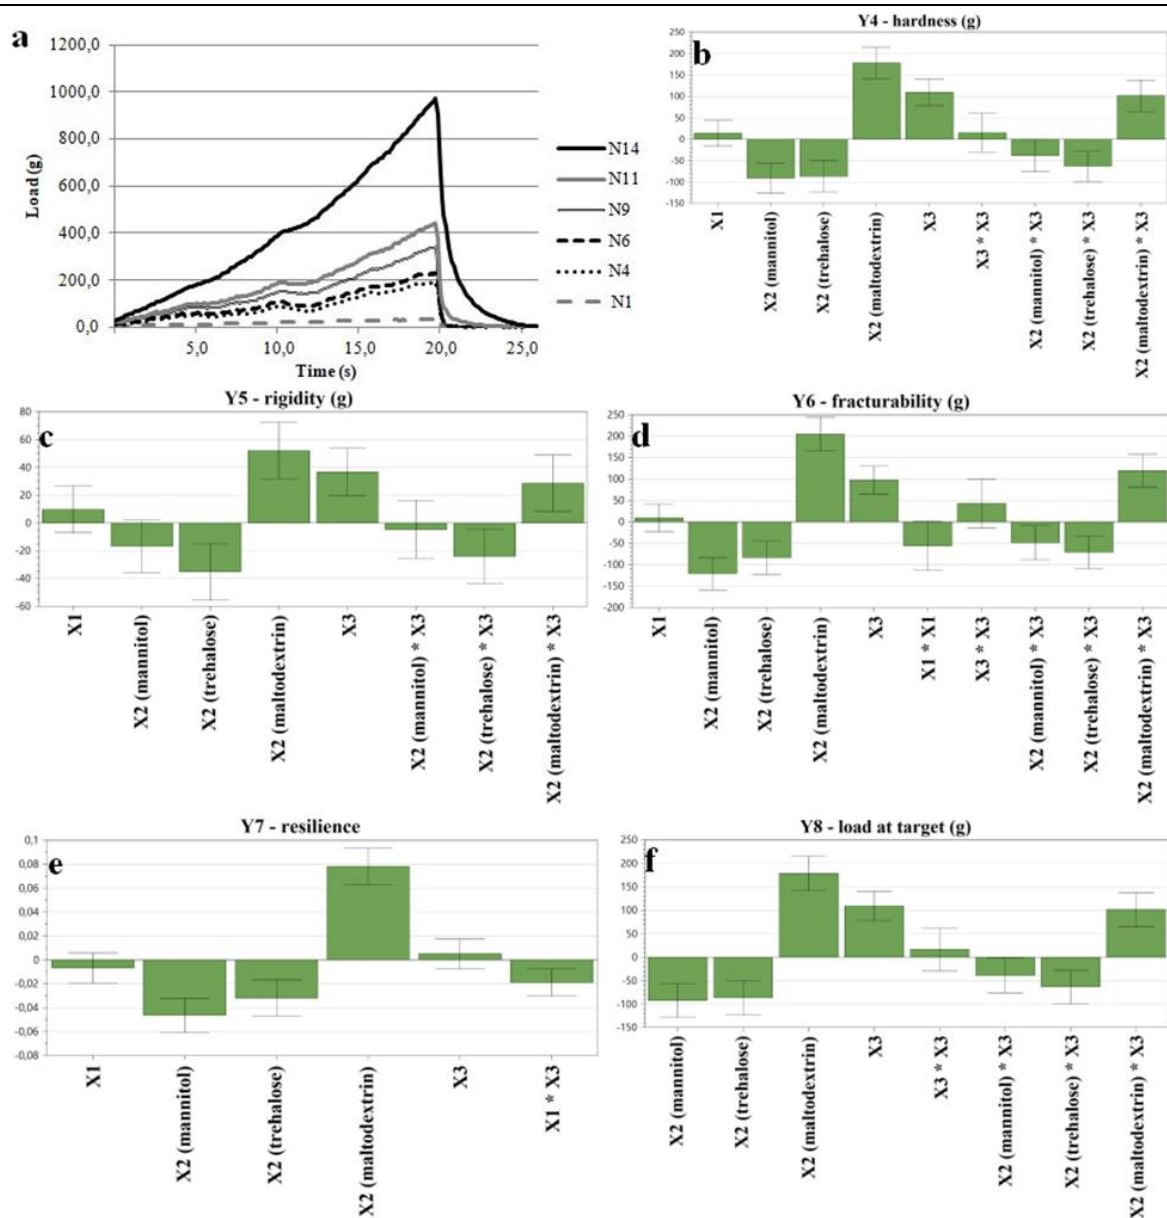 a
1200,0
1000,0
800,0
600,0
400,0
200,0
0,0
Load (g)
5,0 10,0 15,0 20,0 25,0
Time (s)
N14
N11
N9
N6
N4
N1
Y4 - hardness (g)
b
250
200
150
100
50
0
-50
-100
-150
X1
X2 (mannitol)
X2 (trehalose)
X2 (maltodextrin)
X3
X3 * X3
X2 (mannitol) * X3
X2 (trehalose) * X3
X2 (maltodextrin) * X3
Y5 - rigidity (g)
c
80
60
40
20
0
-20
-40
-60
X1
X2 (mannitol)
X2 (trehalose)
X2 (maltodextrin)
X3
X2 (mannitol) * X3
X2 (trehalose) * X3
X2 (maltodextrin) * X3
Y6 - fracturability (g)
d
250
200
150
100
50
0
-50
-100
-150
-200
X1
X2 (mannitol)
X2 (trehalose)
X2 (maltodextrin)
X3
X1 * X1
X3 * X3
X2 (mannitol) * X3
X2 (trehalose) * X3
X2 (maltodextrin) * X3
Y7 - resilience
e
0,1
0,08
0,06
0,04
0,02
0
-0,02
-0,04
-0,06
-0,08
X1
X2 (mannitol)
X2 (trehalose)
X2 (maltodextrin)
X3
X1 * X3
Y8 - load at target (g)
f
250
200
150
100
50
0
-50
-100
-150
X2 (mannitol)
X2 (trehalose)
X2 (maltodextrin)
X3
X3 * X3
X2 (mannitol) * X3
X2 (trehalose) * X3
X2 (maltodextrin) * X3